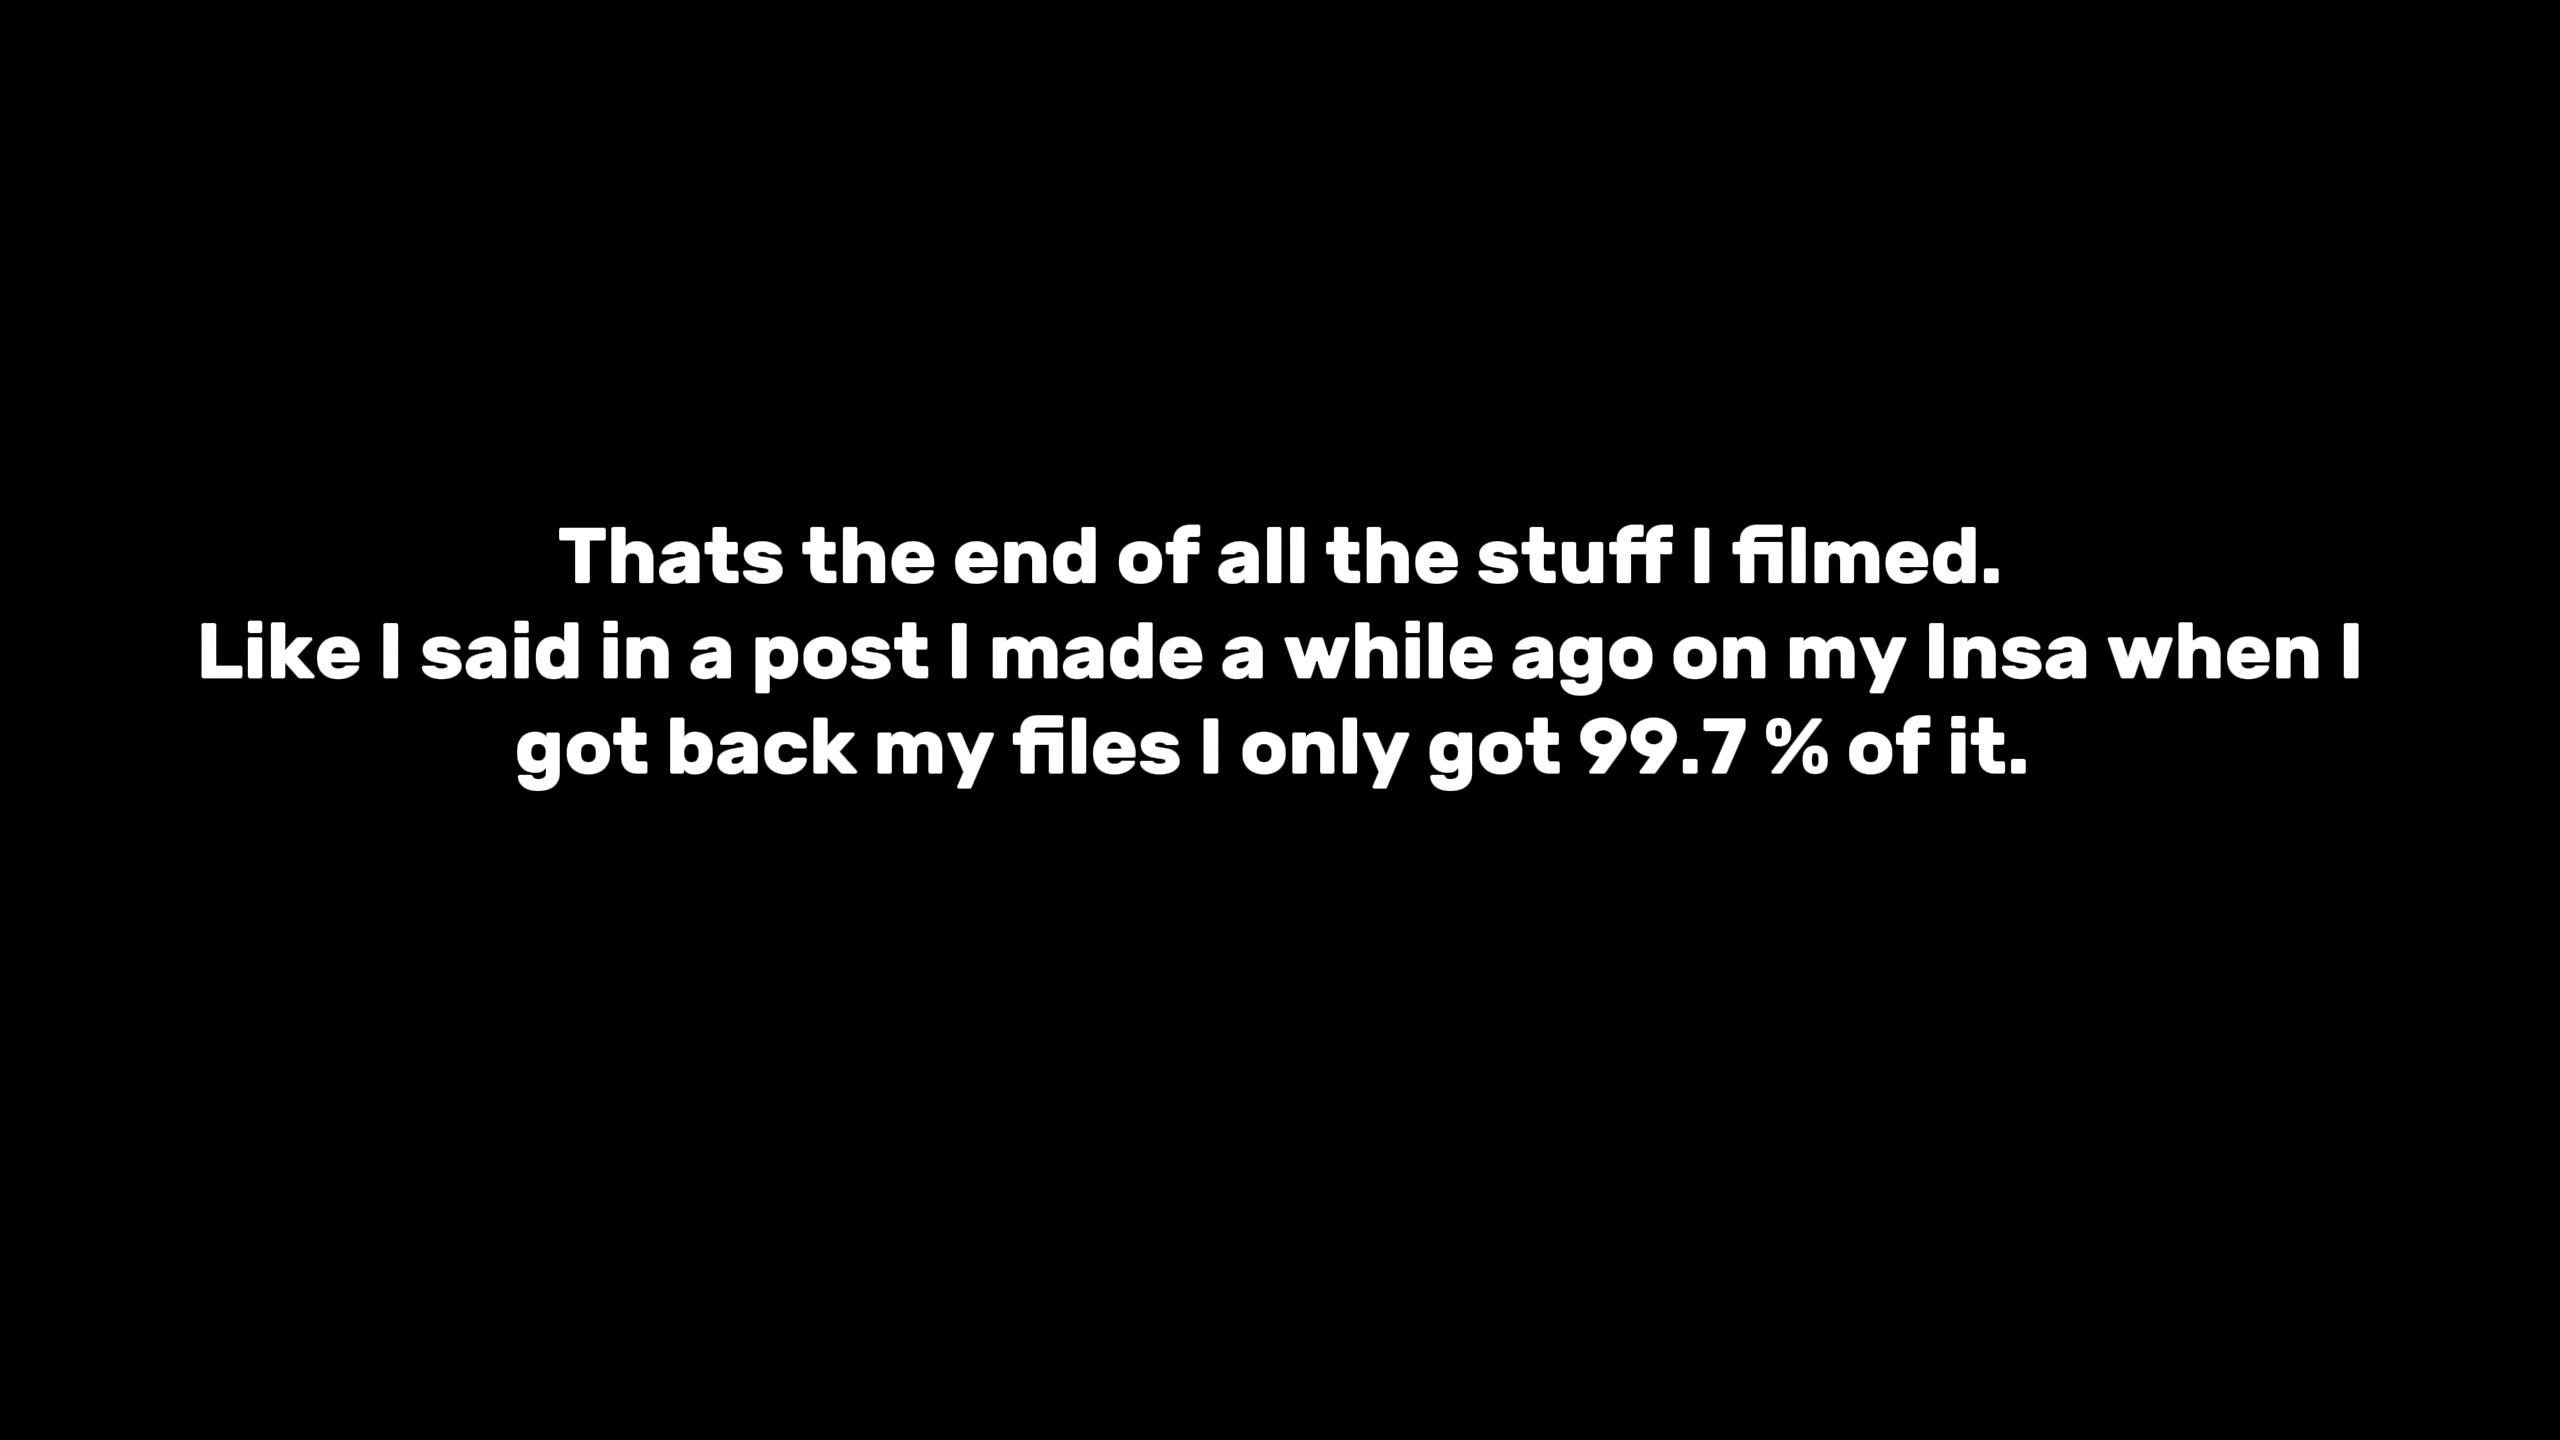 Thats the end of all the stuff I filmed.
Like I said in a post I made a while ago on my Insa when I
got back my files I only got 99.7 % of it.